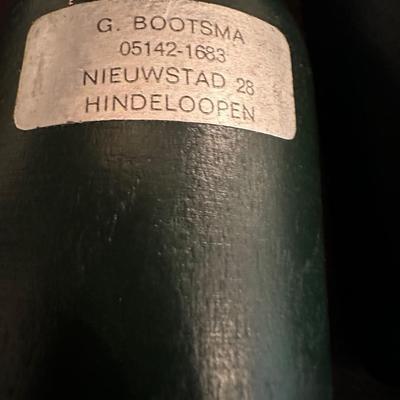 G. BOOTSMA
05142-1683
NIEUWSTAD 28
HINDELOOPEN